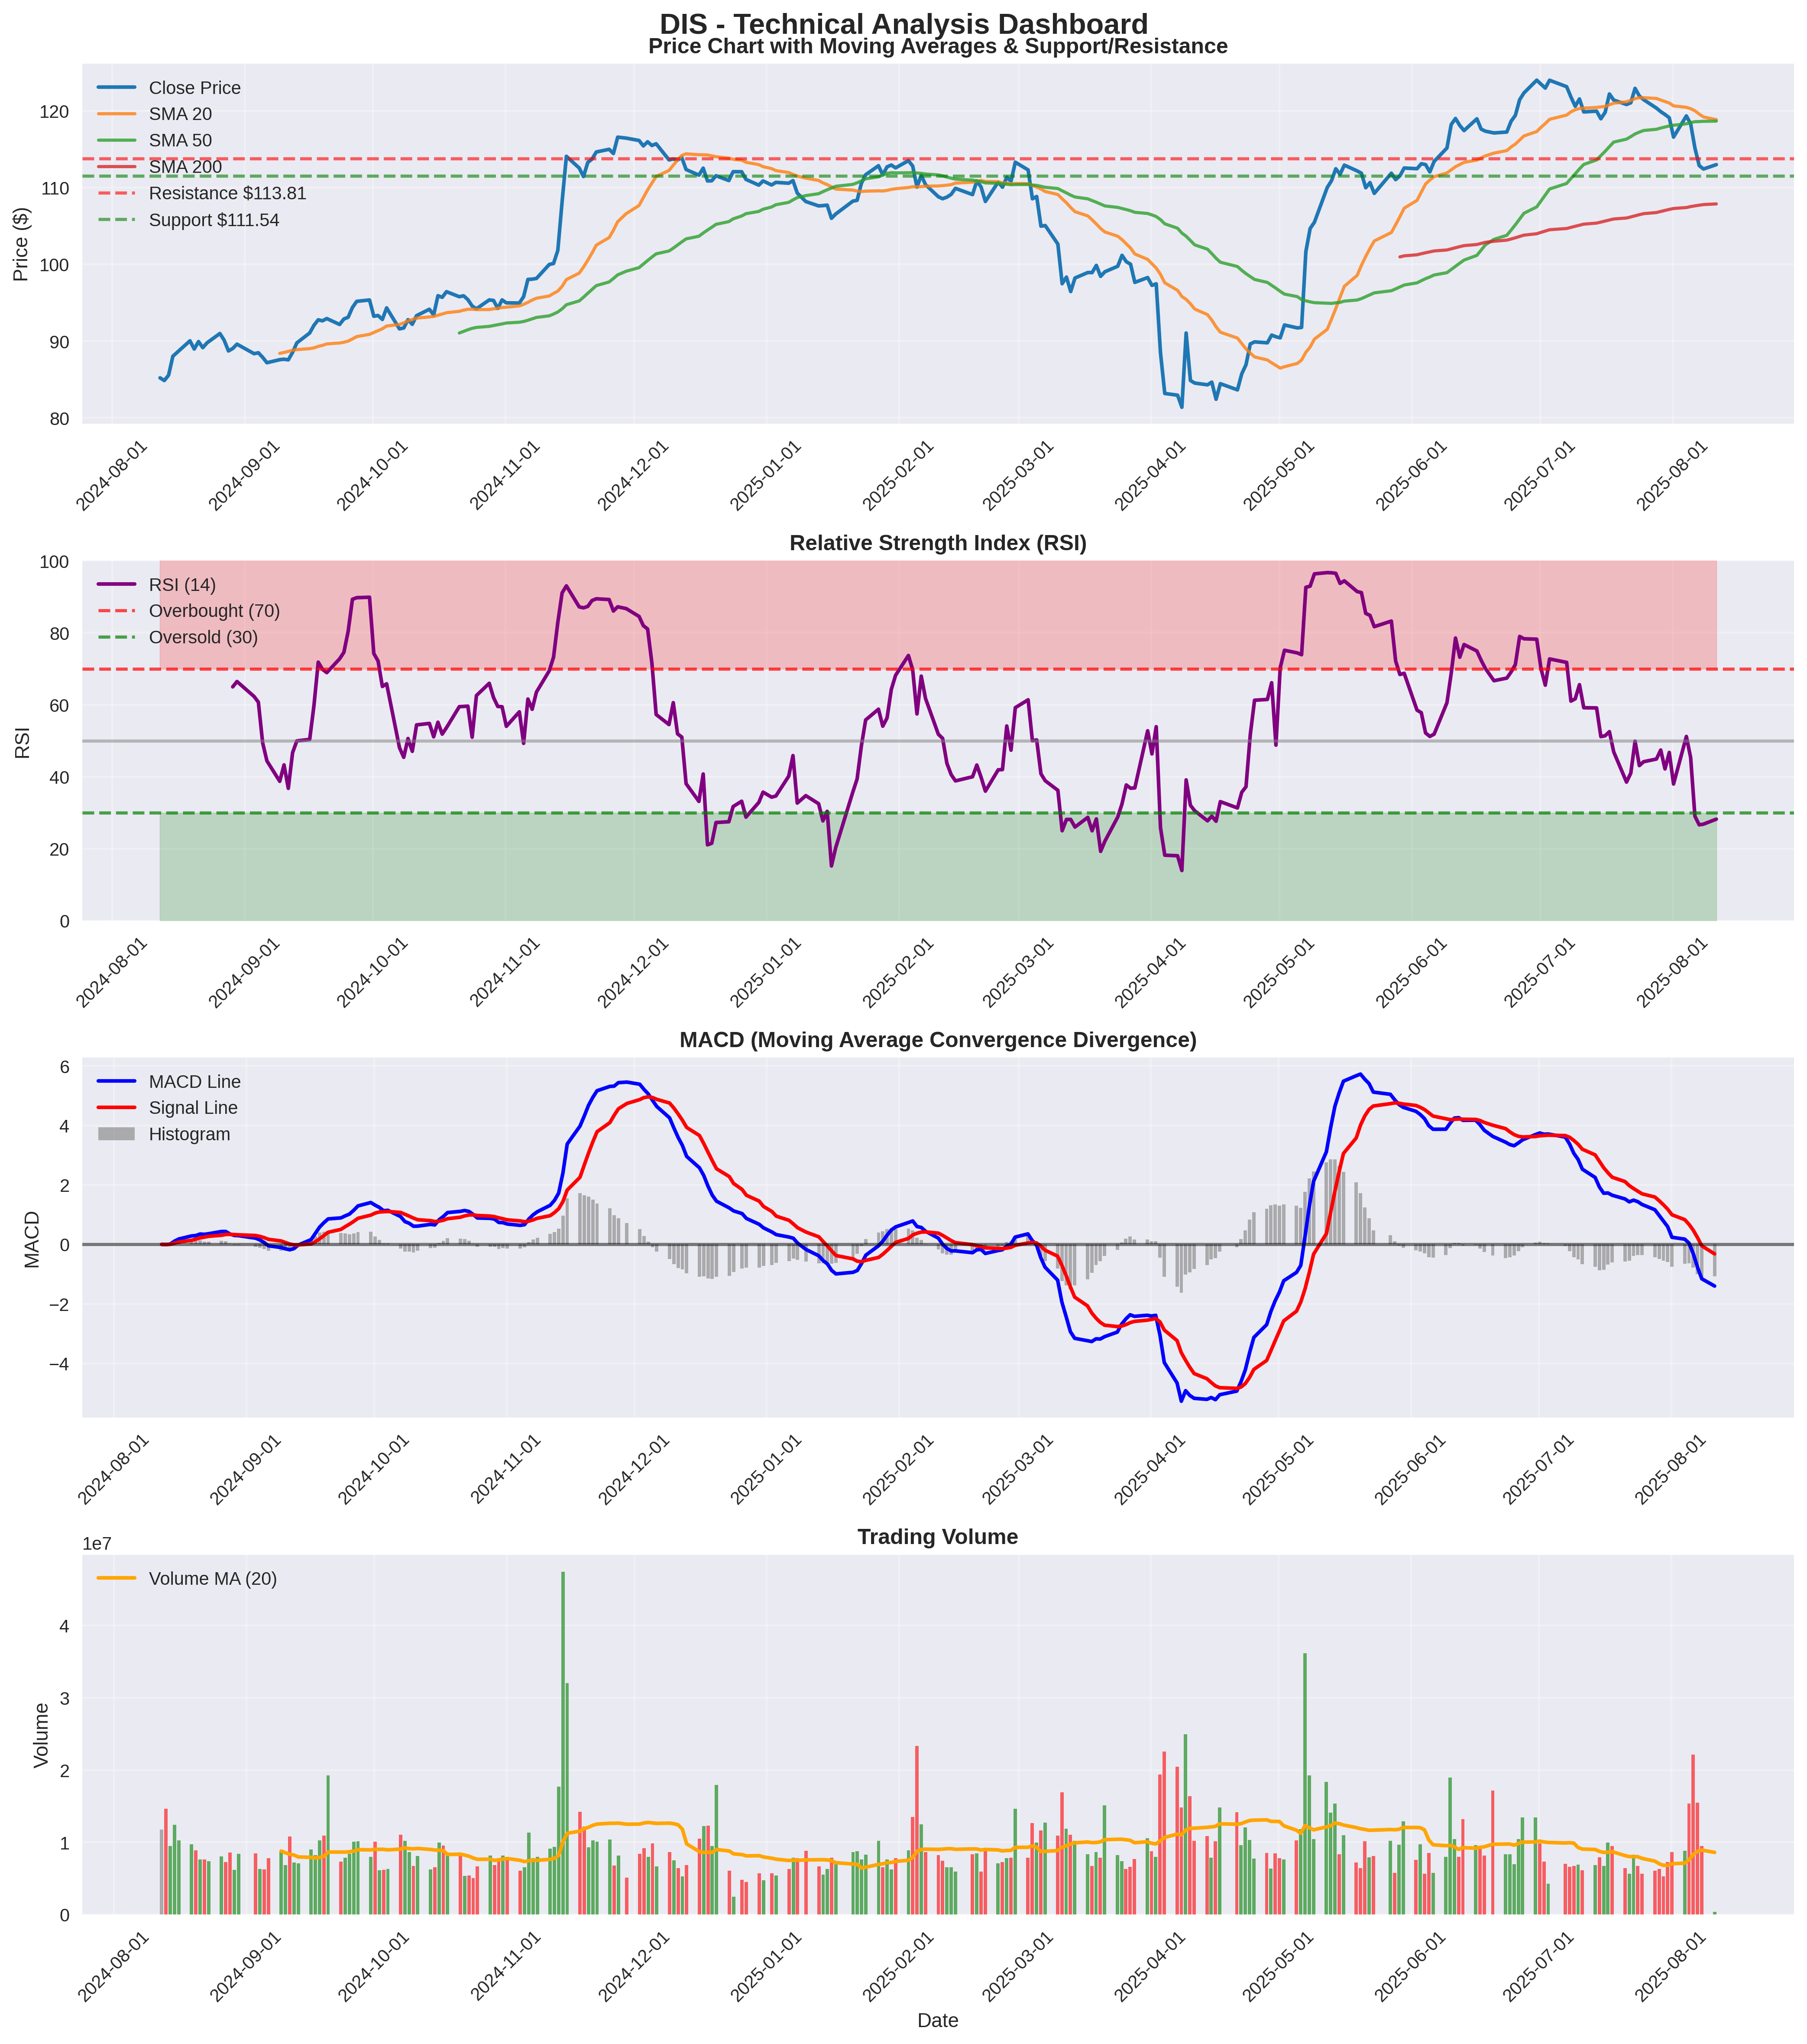 DIS - Technical Analysis Dashboard
Price Chart with Moving Averages & Support/Resistance
Close Price
SMA 20
SMA 50
SMA 200
Resistance $113.81
Support $111.54
Price ($)
120
110
100
90
80
2024-08-01 2024-09-01 2024-10-01 2024-11-01 2024-12-01 2025-01-01 2025-02-01 2025-03-01 2025-04-01 2025-05-01 2025-06-01 2025-07-01 2025-08-01
Relative Strength Index (RSI)
RSI (14)
Overbought (70)
Oversold (30)
RSI
100
80
60
40
20
0
2024-08-01 2024-09-01 2024-10-01 2024-11-01 2024-12-01 2025-01-01 2025-02-01 2025-03-01 2025-04-01 2025-05-01 2025-06-01 2025-07-01 2025-08-01
MACD (Moving Average Convergence Divergence)
MACD Line
Signal Line
Histogram
MACD
6
4
2
0
−2
−4
2024-08-01 2024-09-01 2024-10-01 2024-11-01 2024-12-01 2025-01-01 2025-02-01 2025-03-01 2025-04-01 2025-05-01 2025-06-01 2025-07-01 2025-08-01
Trading Volume
1e7
Volume MA (20)
Volume
4
3
2
1
0
2024-08-01 2024-09-01 2024-10-01 2024-11-01 2024-12-01 2025-01-01 2025-02-01 2025-03-01 2025-04-01 2025-05-01 2025-06-01 2025-07-01 2025-08-01
Date